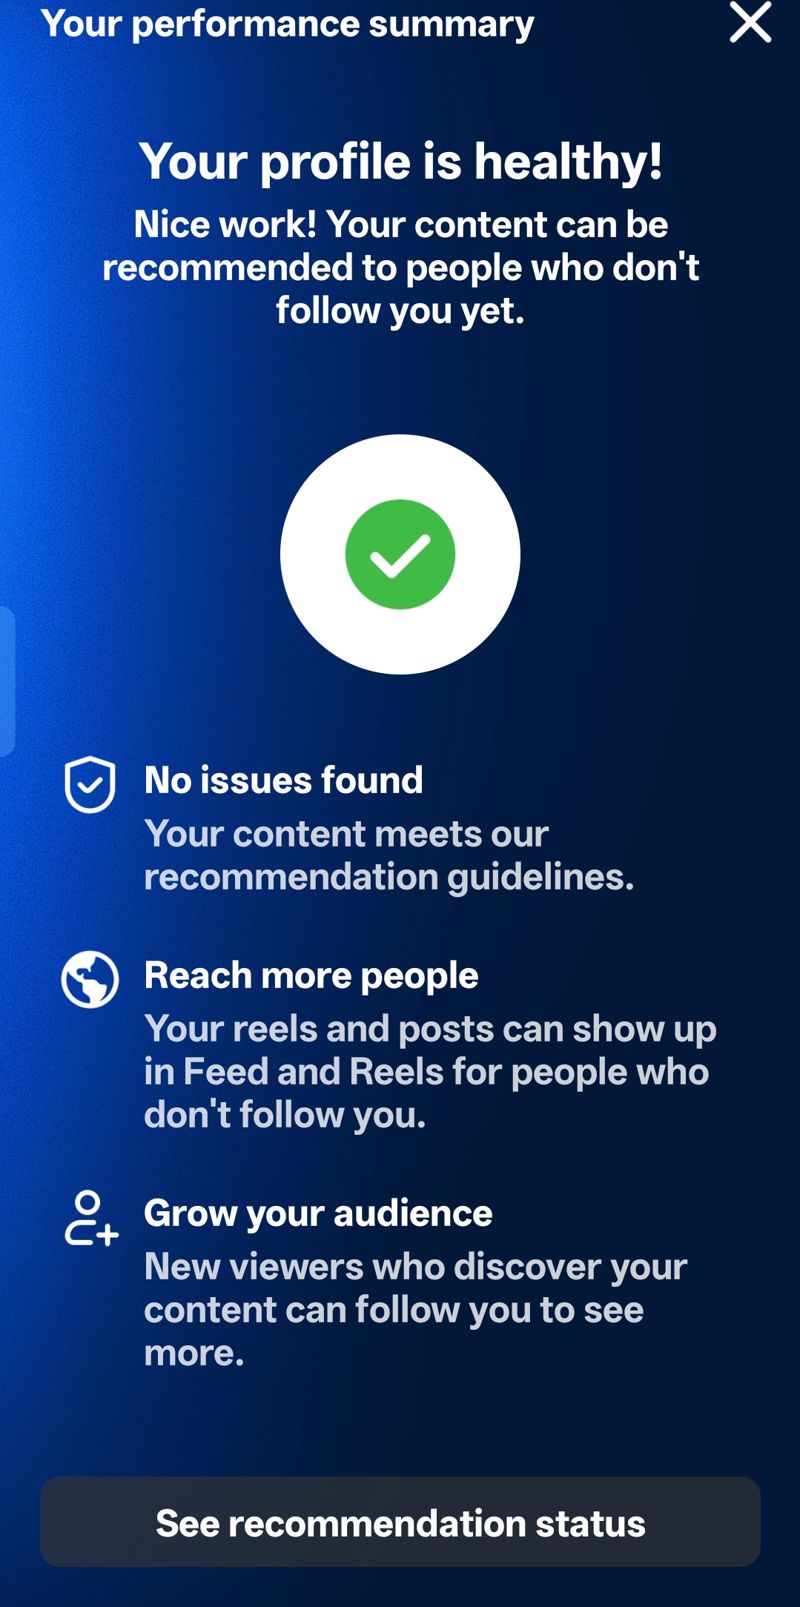 Your performance summary
Your profile is healthy!
Nice work! Your content can be
recommended to people who don't
follow you yet.
No issues found
Your content meets our
recommendation guidelines.
Reach more people
Your reels and posts can show up
in Feed and Reels for people who
don't follow you.
Grow your audience
New viewers who discover your
content can follow you to see
more.
See recommendation status